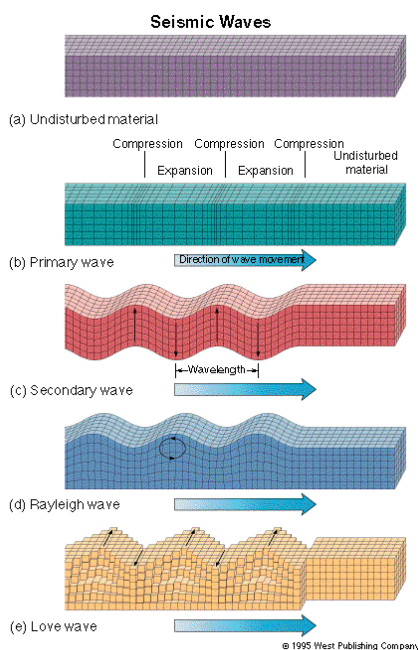 Seismic Waves
(a) Undisturbed material
Compression Compression Compression
Expansion Expansion Undisturbed
material
Direction of wave movement
(b) Primary wave
Wavelength
(c) Secondary wave
(d) Rayleigh wave
(e) Love wave
© 1995 West Publishing Company